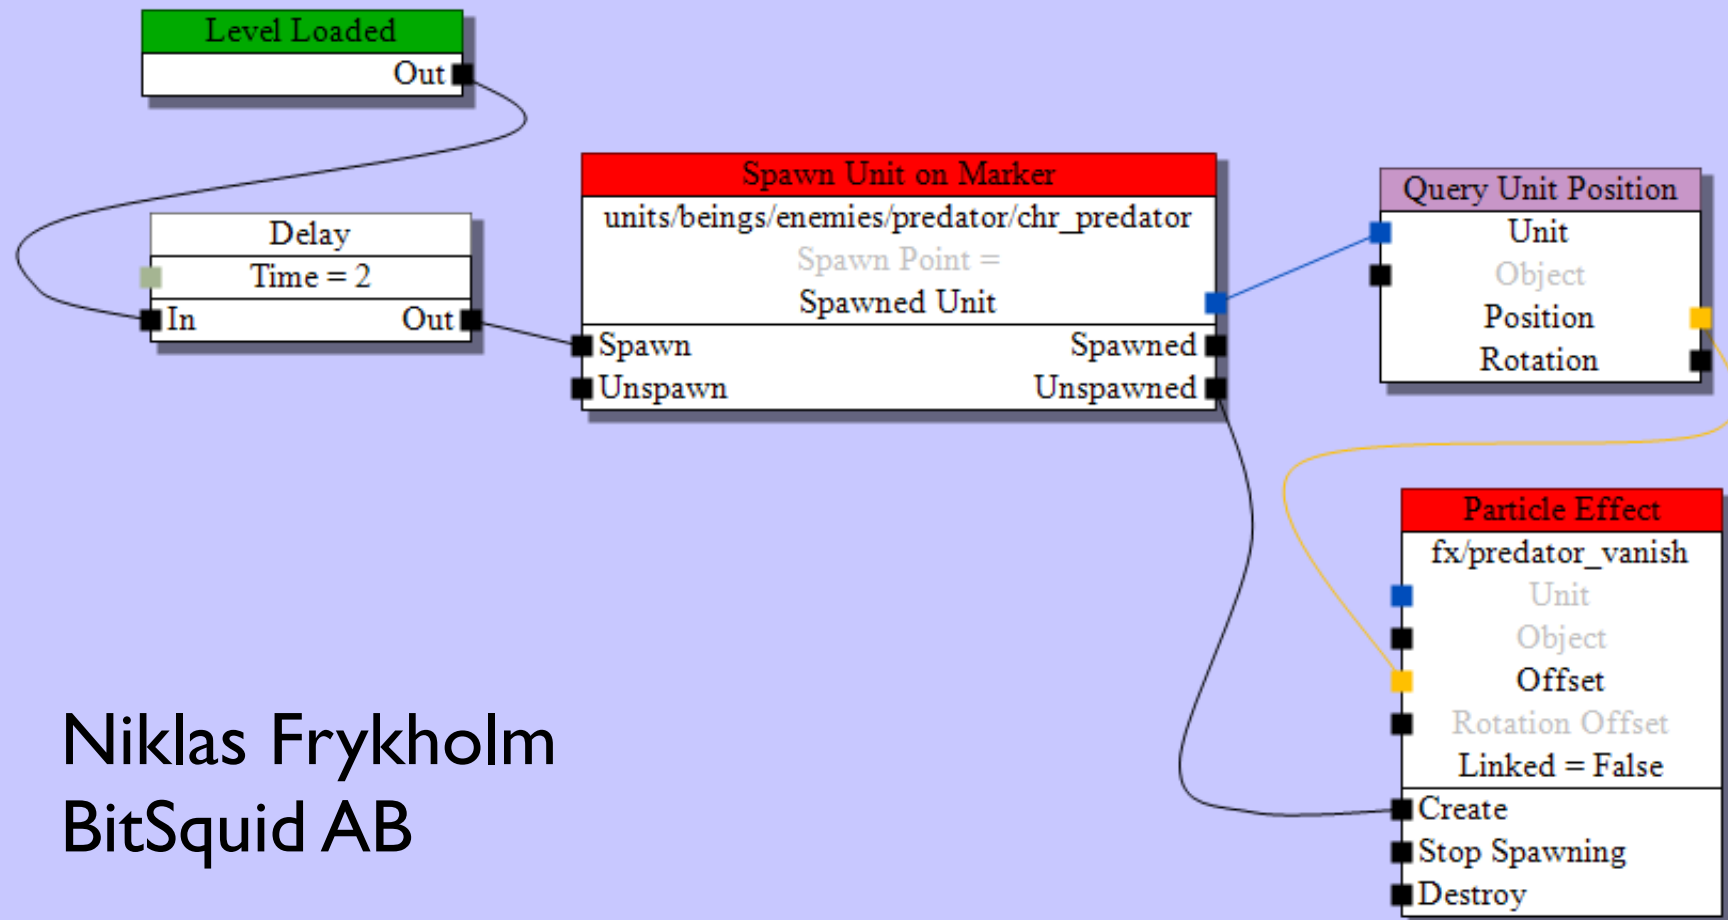 Level Loaded
Out
Delay
Time = 2
In Out
Spawn Unit on Marker
units/beings/enemies/predator/chr_predator
Spawn Point =
Spawned Unit
Spawn Spawned
Unspawn Unspawned
Query Unit Position
Unit
Object
Position
Rotation
Particle Effect
fx/predator_vanish
Unit
Object
Offset
Rotation Offset
Linked = False
Create
Stop Spawning
Destroy
Niklas Frykholm
BitSquid AB